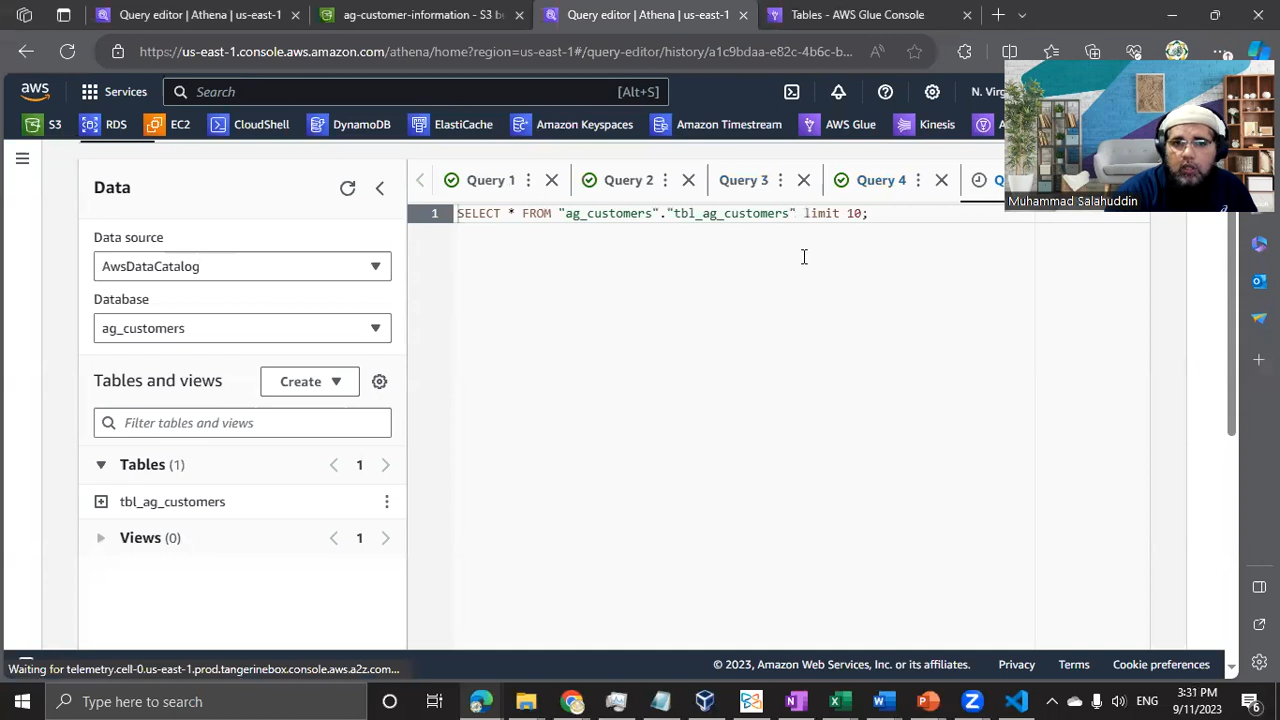 Query editor | Athena | us-east-1
ag-customer-information - S3 b
Query editor | Athena | us-east-1
Tables - AWS Glue Console
https://us-east-1.console.aws.amazon.com/athena/home?region=us-east-1#/query-editor/history/a1c9bdaa-e82c-4b6c-b...
aws
Services
Search
[Alt+S]
N. Virg
S3
RDS
EC2
CloudShell
DynamoDB
ElastiCache
Amazon Keyspaces
Amazon Timestream
AWS Glue
Kinesis
A
Muhammad Salahuddin
Data
Query 1
Query 2
Query 3
Query 4
Q
1
SELECT * FROM "ag_customers"."tbl_ag_customers" limit 10;
Data source
AwsDataCatalog
Database
ag_customers
Tables and views
Create
Filter tables and views
Tables (1)
1
tbl_ag_customers
Views (0)
1
Waiting for telemetry.cell-0.us-east-1.prod.tangerinebox.console.aws.a2z.com...
© 2023, Amazon Web Services, Inc. or its affiliates.
Privacy
Terms
Cookie preferences
Type here to search
ENG
3:31 PM
9/11/2023
6